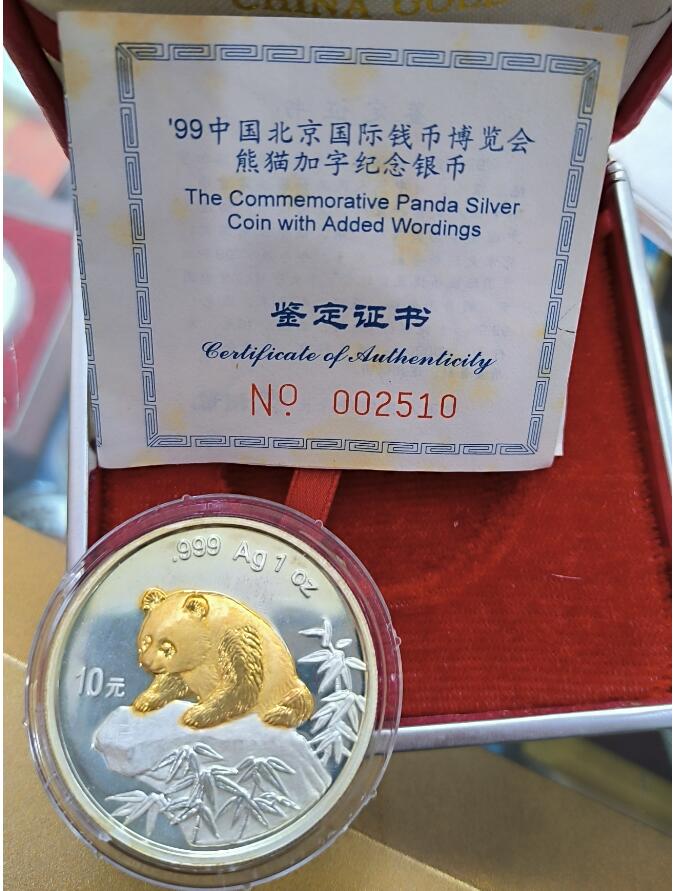 CHINA GOLD
'99中国北京国际钱币博览会
熊猫加字纪念银币
The Commemorative Panda Silver
Coin with Added Wordings
鉴定证书
Certificate of Authenticity
Nº 002510
.999 Ag 1 oz
10元